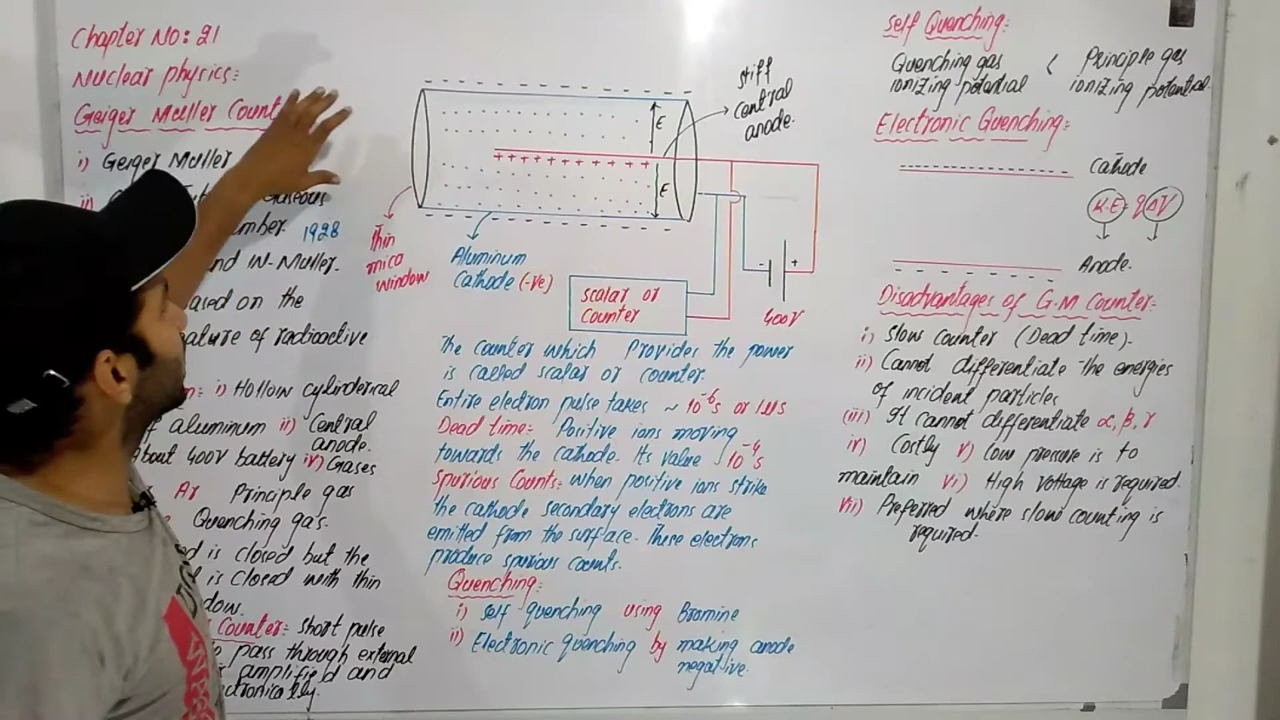 Chapter No: 21
Nuclear physics:
Geiger Muller Count
i) Geiger Muller
ii)
mber 1928
nd W-Muller.
ased on the
ature of radioactive
n: i) Hollow cylinderical
f aluminum ii) Central
anode.
About 400V battery iv) Gases
Ar Principle gas
Quenching gas.
ed is closed but the
l is closed with thin
dow.
Counter: short pulse
pass through external
amplified and
ctronically.
stiff
central
anode.
E
E
+ + + + + + + + + + + +
thin
mica
window
Aluminum
Cathode (-ve)
scalar or
counter
- +
400V
The counter which provides the power
is called scalar or counter.
Entire electron pulse takes ~ 10⁻⁶s or 1μs
Dead time: Positive ions moving
towards the cathode. Its value 10⁻⁴s
Spurious Counts: when positive ions strike
the cathode secondary electrons are
emitted from the surface. These electrons
produce spurious counts.
Quenching:
i) self quenching using Bromine
ii) Electronic quenching by making anode
negative.
Self Quenching:
Quenching gas < Principle gas
ionizing potential ionizing potential.
Electronic Quenching:
Cathode
K.E = qΔV
Anode.
Disadvantages of G.M Counter:
i) Slow counter (Dead time).
ii) Cannot differentiate the energies
of incident particles
(iii) It cannot differentiate α, β, γ
iv) Costly v) low pressure is to
maintain vi) High voltage is required.
vii) Preferred where slow counting is
required.